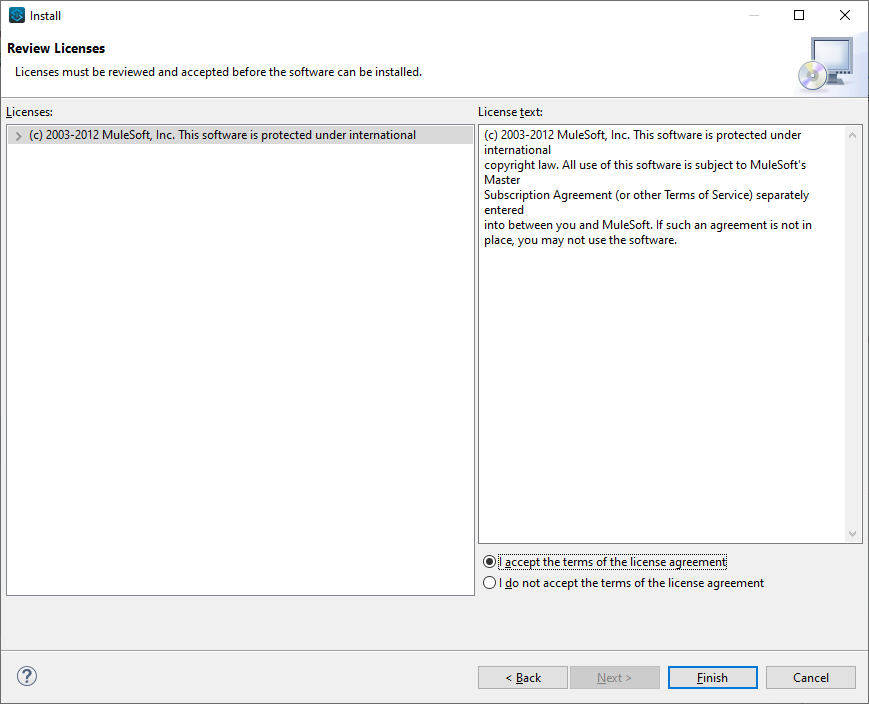 Install
Review Licenses
Licenses must be reviewed and accepted before the software can be installed.
Licenses:
(c) 2003-2012 MuleSoft, Inc. This software is protected under international
License text:
(c) 2003-2012 MuleSoft, Inc. This software is protected under
international
copyright law. All use of this software is subject to MuleSoft's
Master
Subscription Agreement (or other Terms of Service) separately
entered
into between you and MuleSoft. If such an agreement is not in
place, you may not use the software.
I accept the terms of the license agreement
I do not accept the terms of the license agreement
?
< Back
Next >
Finish
Cancel